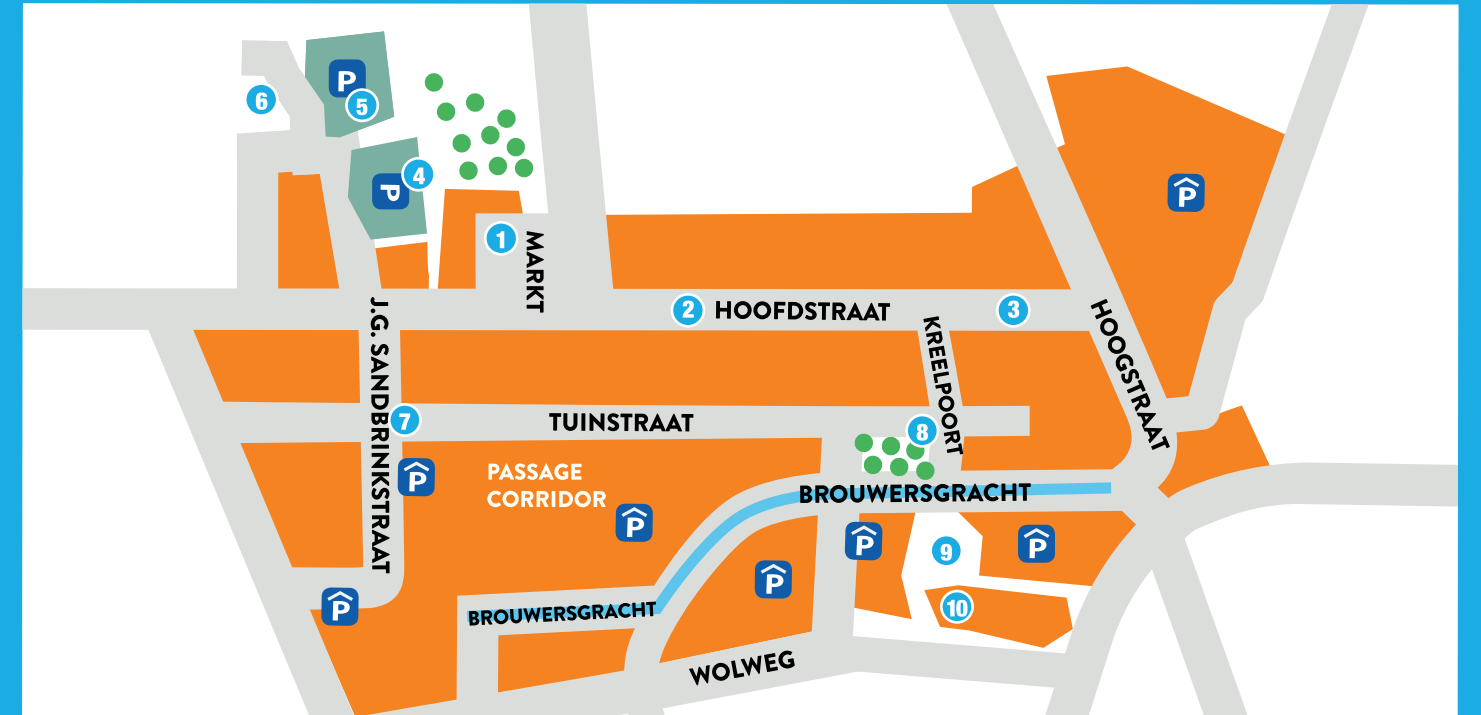 P
5
6
P
4
P
1
MARKT
2
HOOFDSTRAAT
3
J.G. SANDBRINKSTRAAT
KREELPOORT
HOOGSTRAAT
7
TUINSTRAAT
8
P
PASSAGE
CORRIDOR
BROUWERSGRACHT
P
P
9
P
P
P
BROUWERSGRACHT
10
WOLWEG